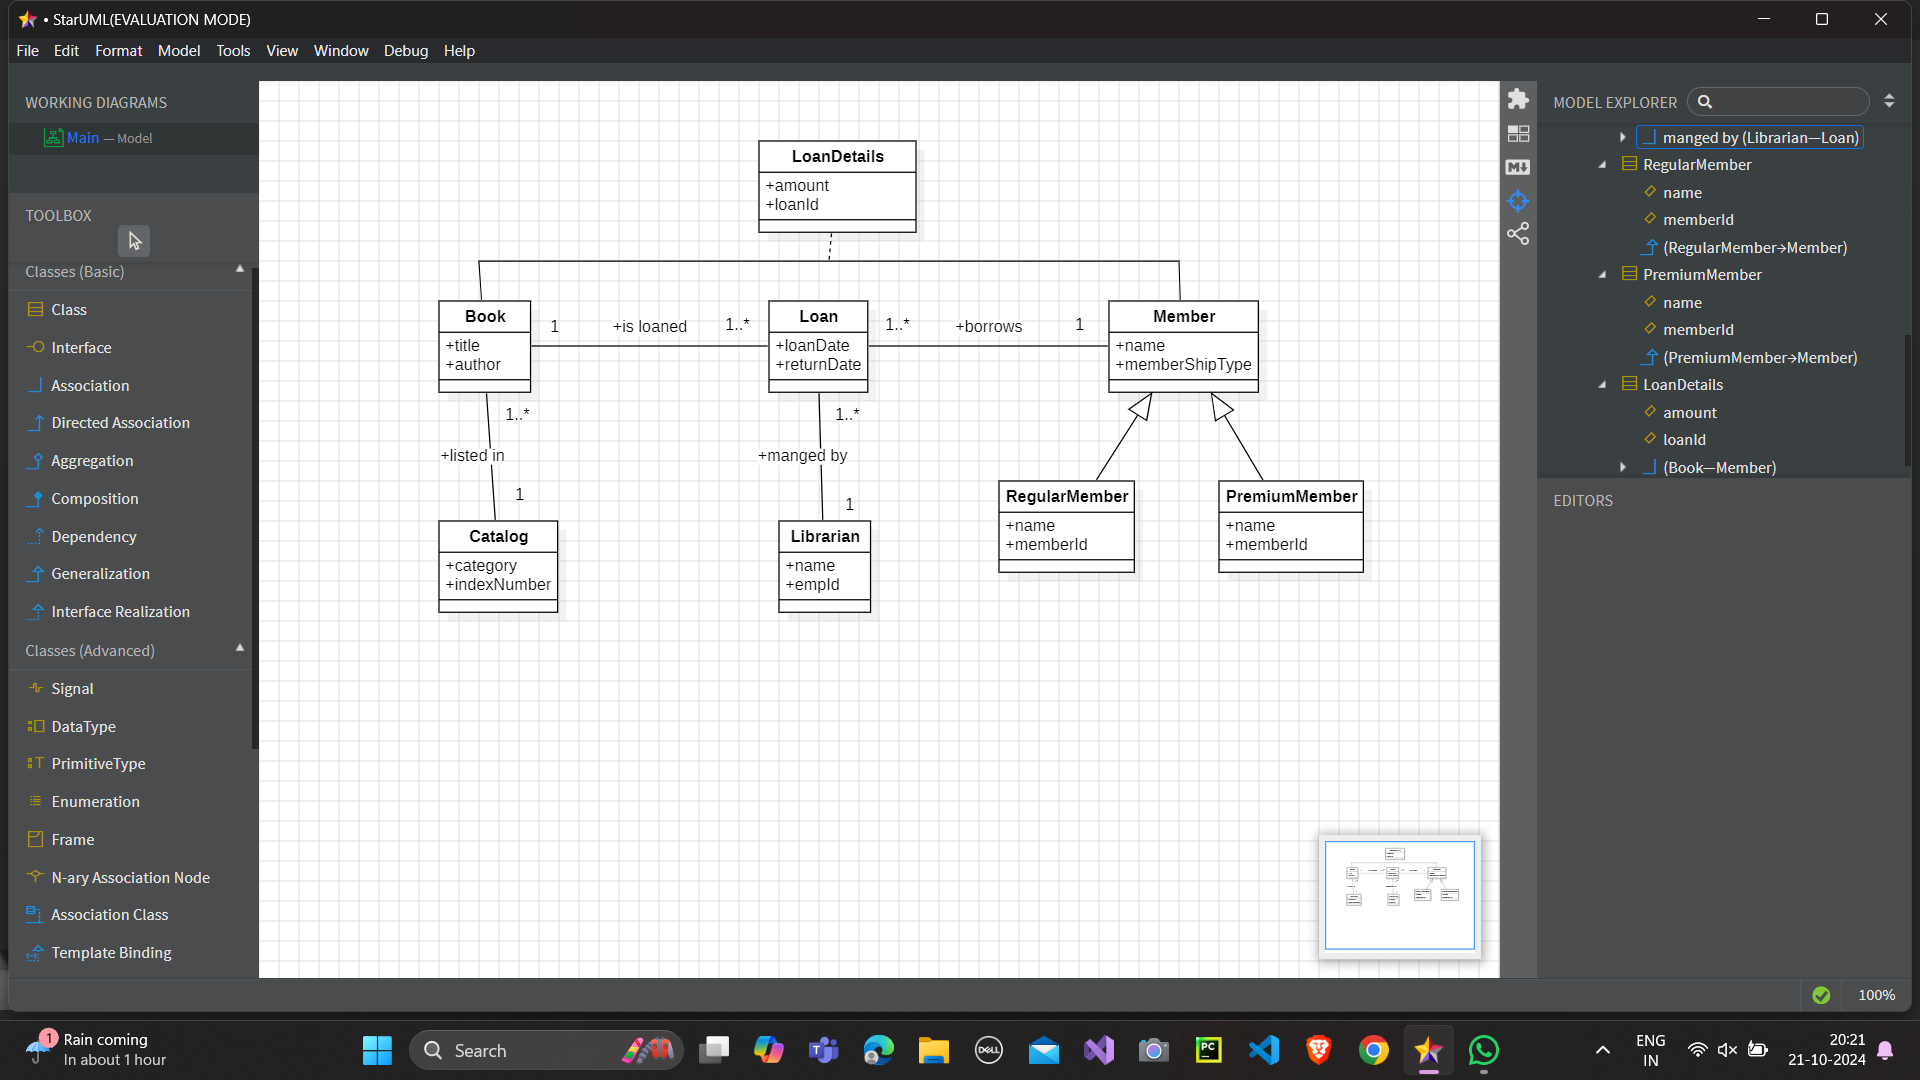 • StarUML(EVALUATION MODE)
File Edit Format Model Tools View Window Debug Help
WORKING DIAGRAMS
Main — Model
TOOLBOX
Classes (Basic)
Class
Interface
Association
Directed Association
Aggregation
Composition
Dependency
Generalization
Interface Realization
Classes (Advanced)
Signal
DataType
PrimitiveType
Enumeration
Frame
N-ary Association Node
Association Class
Template Binding
LoanDetails
+amount
+loanId
Book
+title
+author
1 +is loaned 1..*
Loan
+loanDate
+returnDate
1..* +borrows 1
Member
+name
+memberShipType
1..*
+listed in
1
1..*
+manged by
1
Catalog
+category
+indexNumber
Librarian
+name
+empId
RegularMember
+name
+memberId
PremiumMember
+name
+memberId
MODEL EXPLORER
manged by (Librarian—Loan)
RegularMember
name
memberId
(RegularMember→Member)
PremiumMember
name
memberId
(PremiumMember→Member)
LoanDetails
amount
loanId
(Book—Member)
EDITORS
100%
1
Rain coming
In about 1 hour
Search
DELL
PC
ENG
IN
20:21
21-10-2024